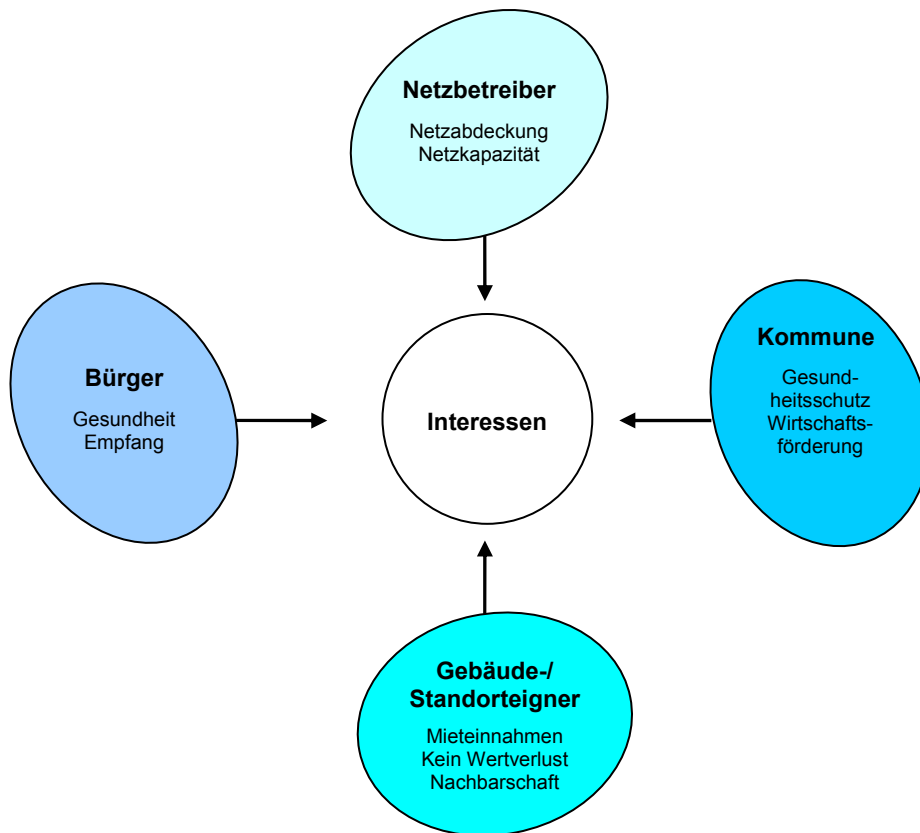 Netzbetreiber
Netzabdeckung
Netzkapazität
Bürger
Gesundheit
Empfang
Interessen
Kommune
Gesund-
heitsschutz
Wirtschafts-
förderung
Gebäude-/
Standorteigner
Mieteinnahmen
Kein Wertverlust
Nachbarschaft